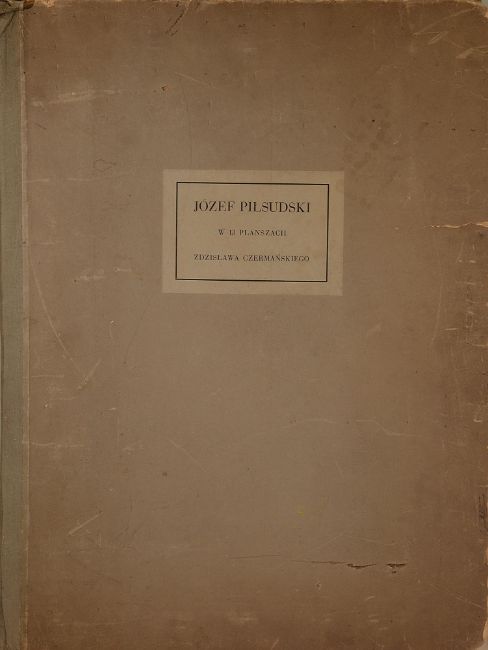 JÓZEF PIŁSUDSKI
W 13 PLANSZACH
ZDZISŁAWA CZERMAŃSKIEGO